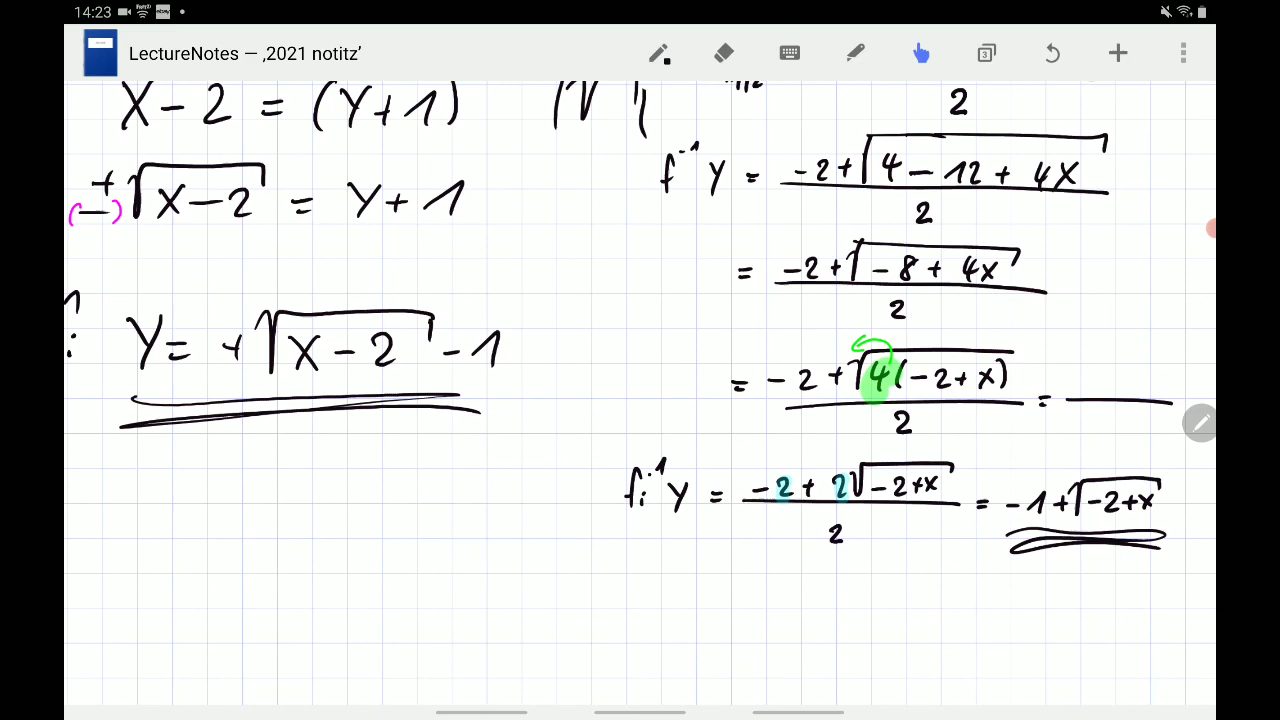 14:23
LectureNotes — ‚2021 notitz’
3
X - 2 = (Y + 1)
+ (-) √(X - 2) = Y + 1
Y = + √(X - 2) - 1
2
f⁻¹ Y = (-2 + √(4 - 12 + 4X)) / 2
= (-2 + √(-8 + 4x)) / 2
= (-2 + √(4(-2 + x))) / 2 =
f:⁻¹ Y = (-2 + 2√(-2 + x)) / 2 = -1 + √(-2 + x)